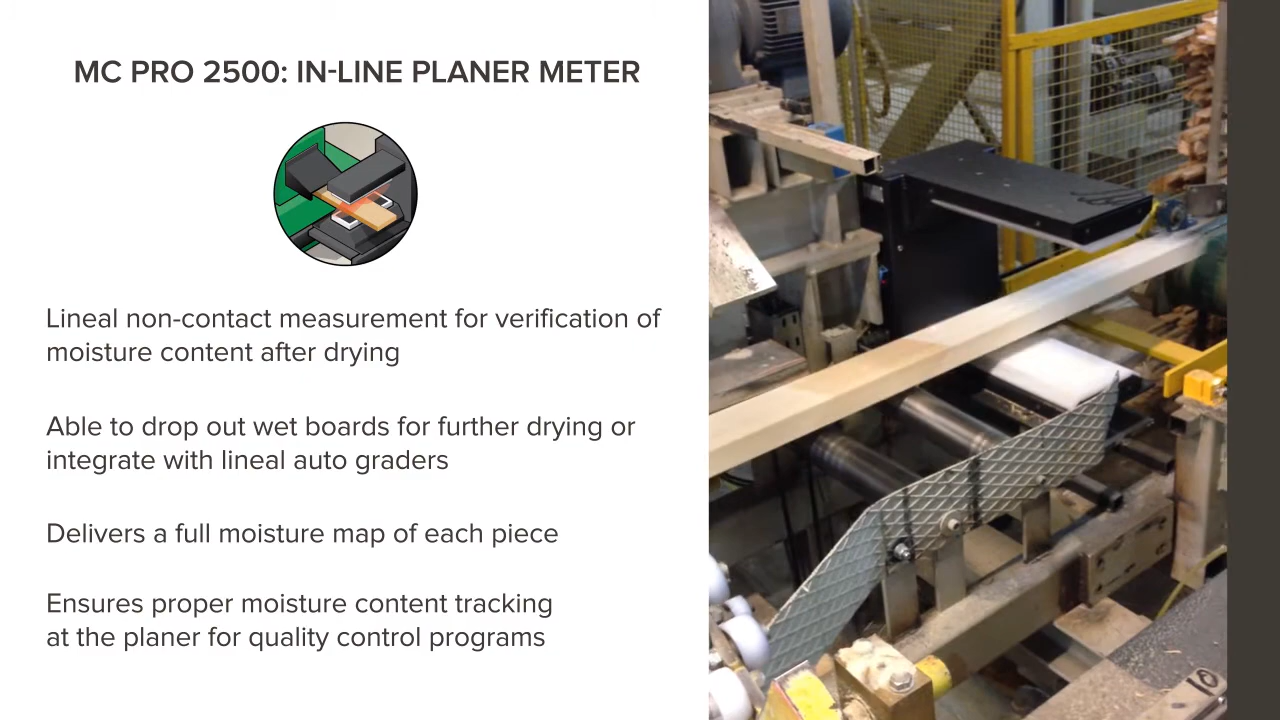 MC PRO 2500: IN-LINE PLANER METER
Lineal non-contact measurement for verification of
moisture content after drying
Able to drop out wet boards for further drying or
integrate with lineal auto graders
Delivers a full moisture map of each piece
Ensures proper moisture content tracking
at the planer for quality control programs
10